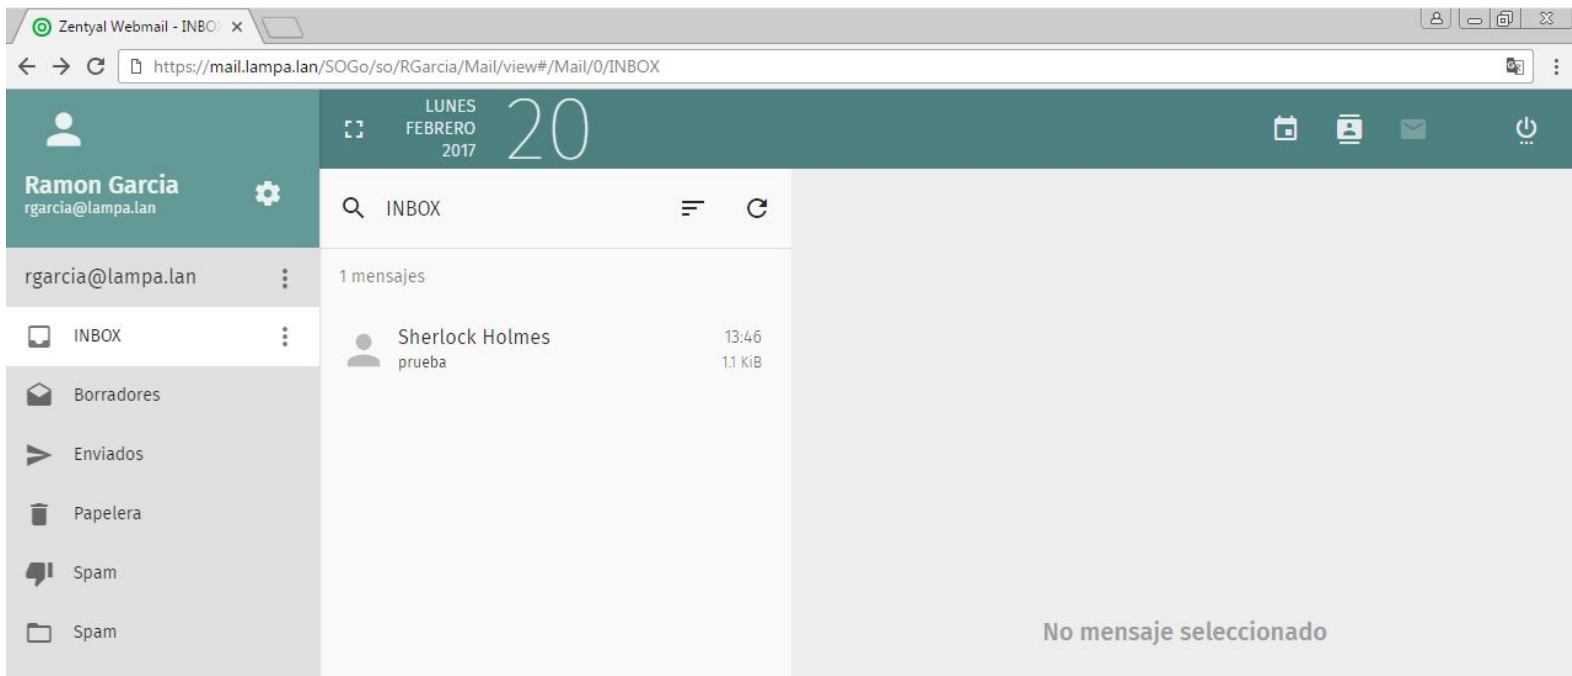 Zentyal Webmail - INBO
https://mail.lampa.lan/SOGo/so/RGarcia/Mail/view#/Mail/0/INBOX
LUNES
FEBRERO
2017
20
Ramon Garcia
rgarcia@lampa.lan
INBOX
rgarcia@lampa.lan
1 mensajes
INBOX
Sherlock Holmes 13:46
prueba 1.1 KiB
Borradores
Enviados
Papelera
Spam
Spam
No mensaje seleccionado